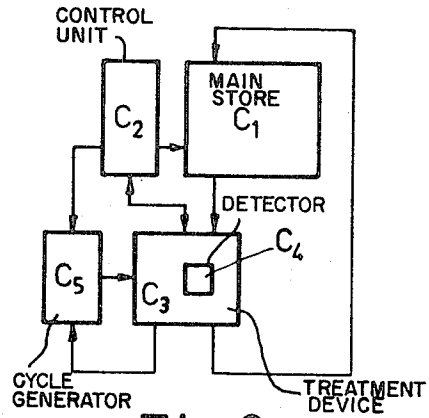 CONTROL
UNIT
C₂
MAIN
STORE
C₁
DETECTOR
C₄
C₅
C₃
CYCLE
GENERATOR
TREATMENT
DEVICE